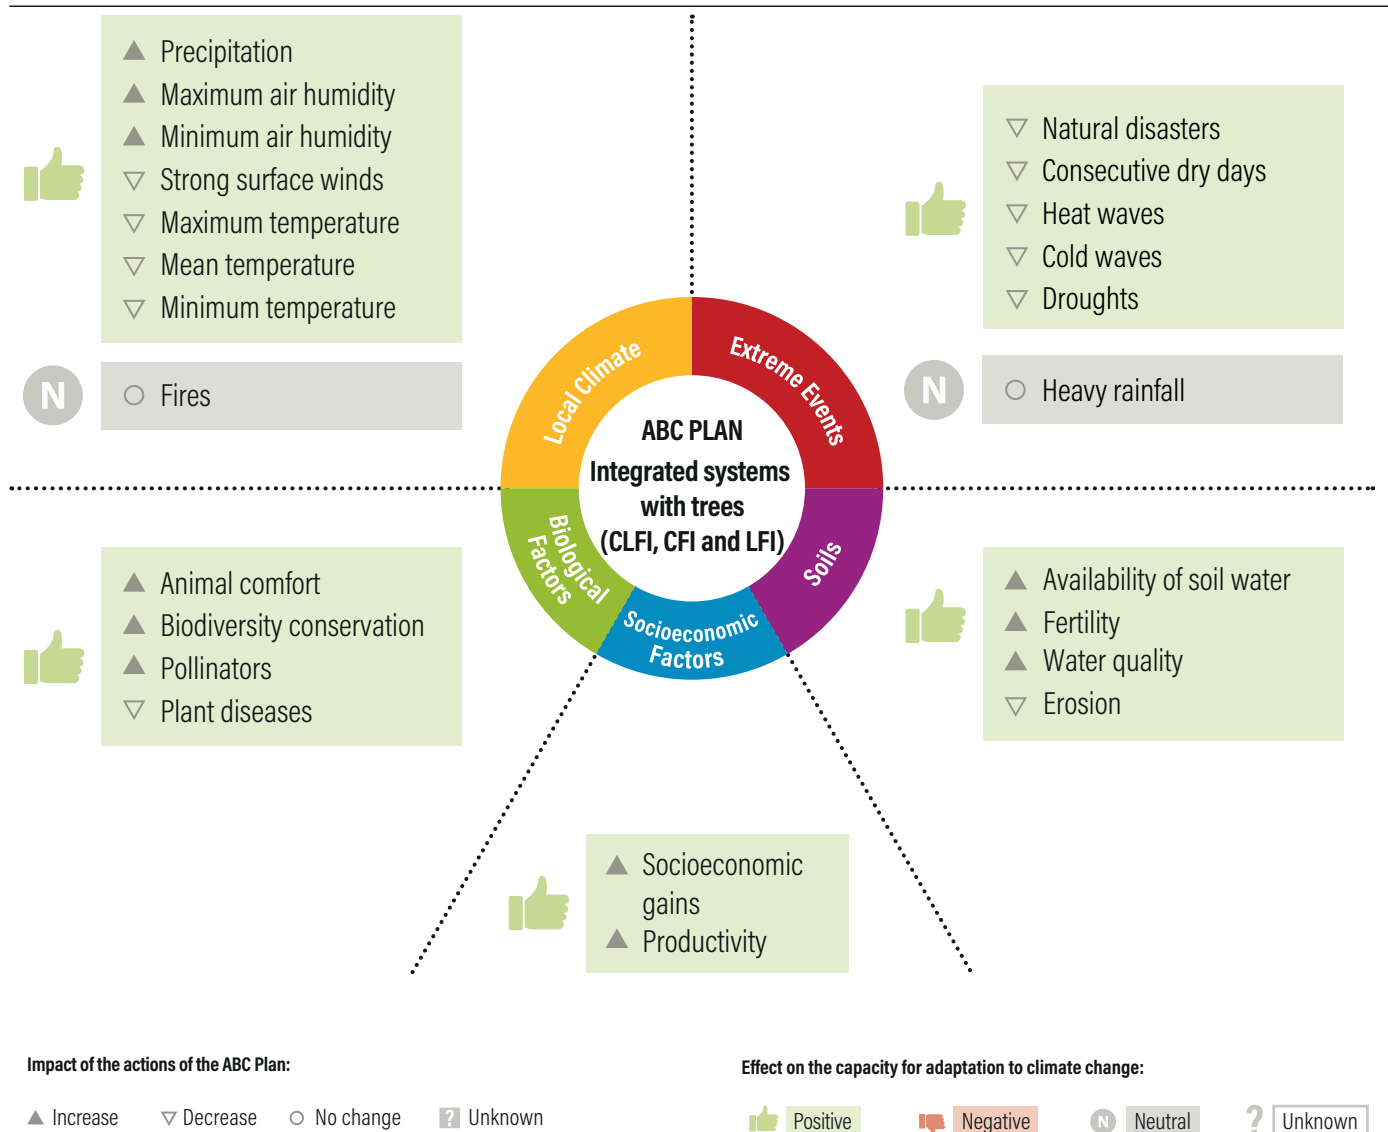 Precipitation
Maximum air humidity
Minimum air humidity
Strong surface winds
Maximum temperature
Mean temperature
Minimum temperature
N
Fires
Natural disasters
Consecutive dry days
Heat waves
Cold waves
Droughts
N
Heavy rainfall
Local Climate
Extreme Events
ABC PLAN
Integrated systems
with trees
(CLFI, CFI and LFI)
Biological
Factors
Socioeconomic
Factors
Soils
Animal comfort
Biodiversity conservation
Pollinators
Plant diseases
Availability of soil water
Fertility
Water quality
Erosion
Socioeconomic
gains
Productivity
Impact of the actions of the ABC Plan:
Increase Decrease No change ? Unknown
Effect on the capacity for adaptation to climate change:
Positive Negative N Neutral ? Unknown